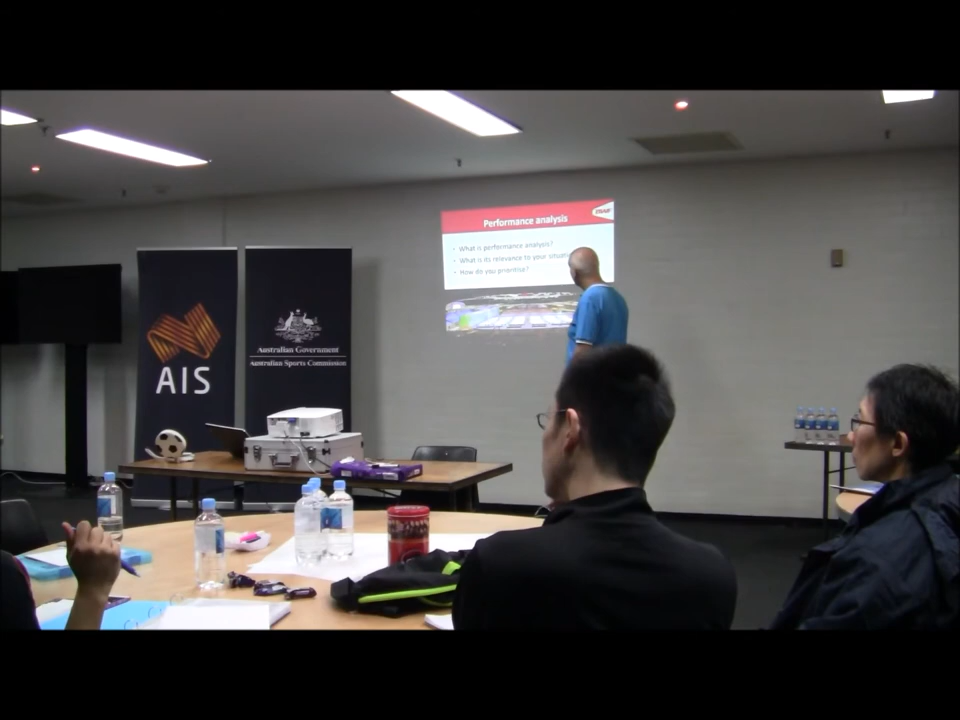 Performance analysis
• What is performance analysis?
• What is its relevance to your
• How do you prioritise?
AIS
Australian Government
Australian Sports Commission